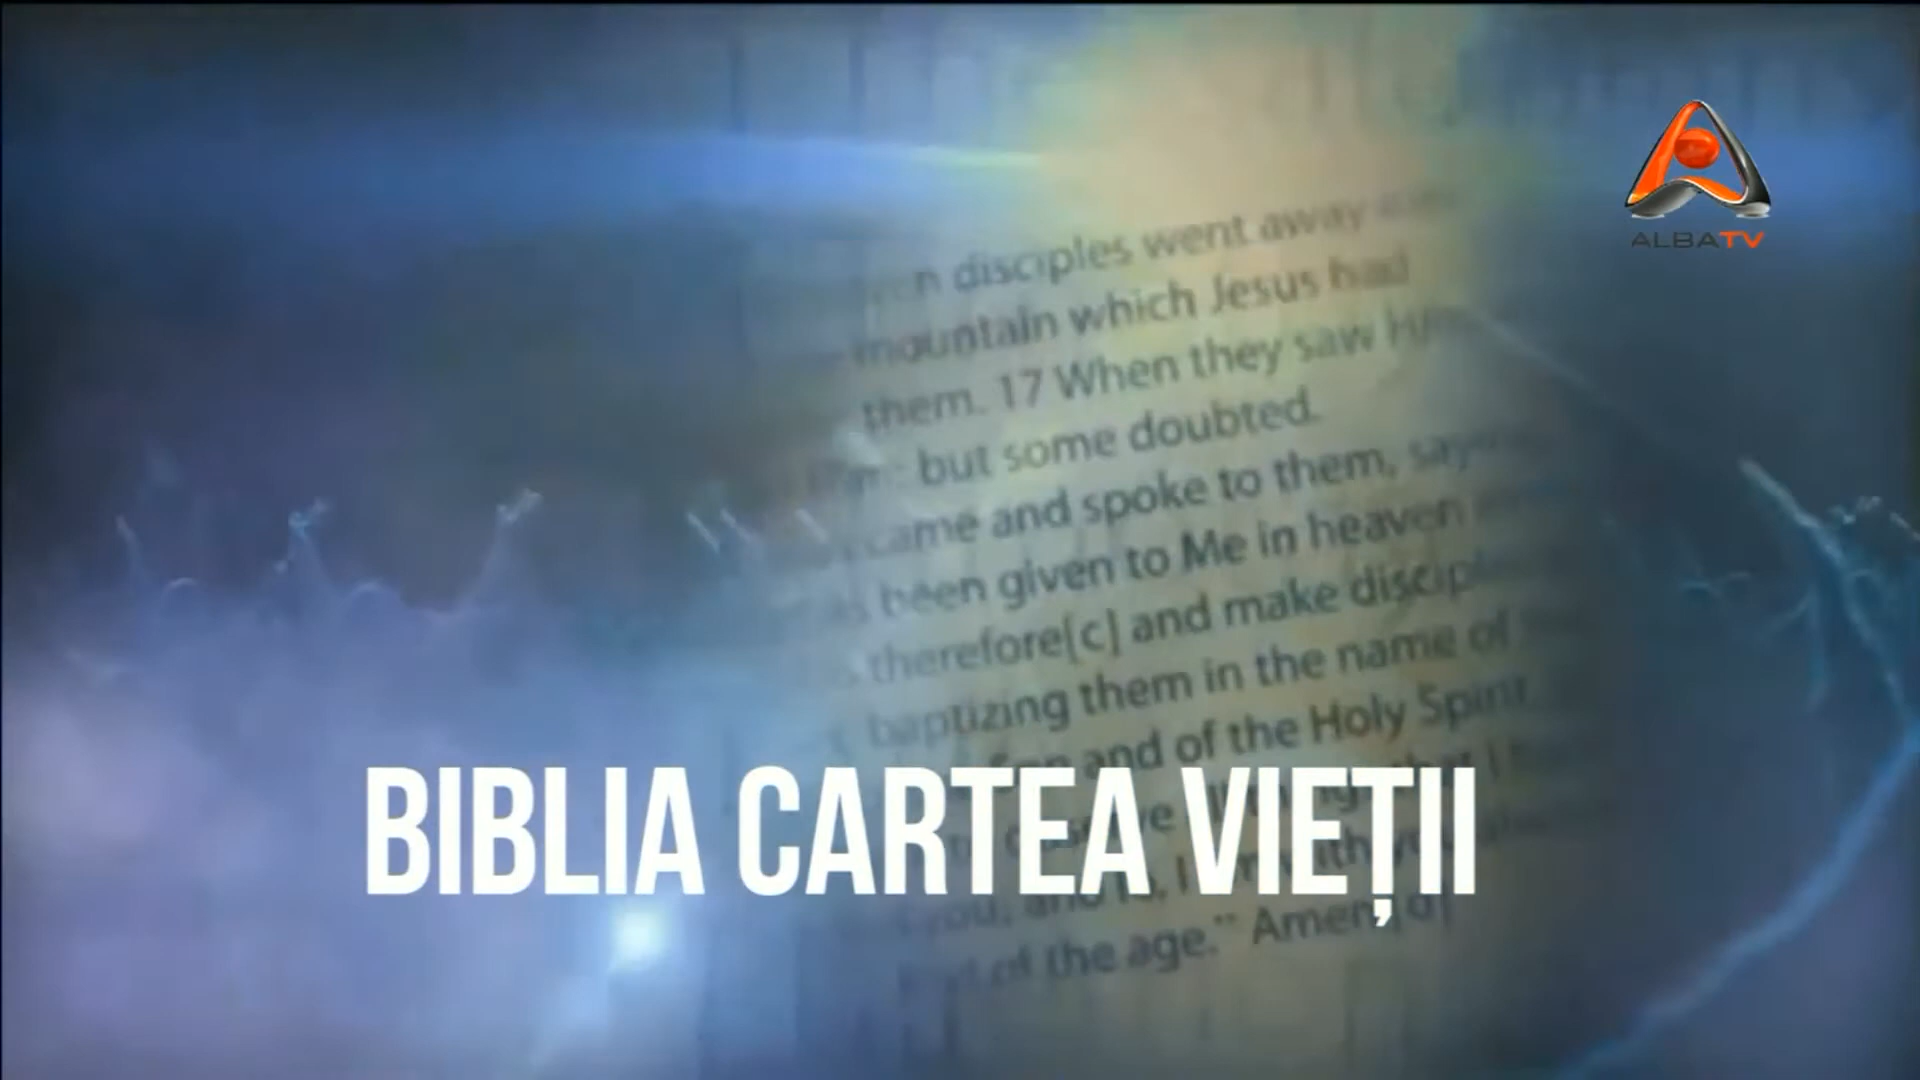 ALBATV
disciples went away
mountain which Jesus had
them. 17 When they saw
but some doubted.
came and spoke to them,
been given to Me in heaven
therefore[c] and make
baptizing them in the name of
and of the Holy Spirit
BIBLIA CARTEA VIEȚII
of the age." Amen.[d]